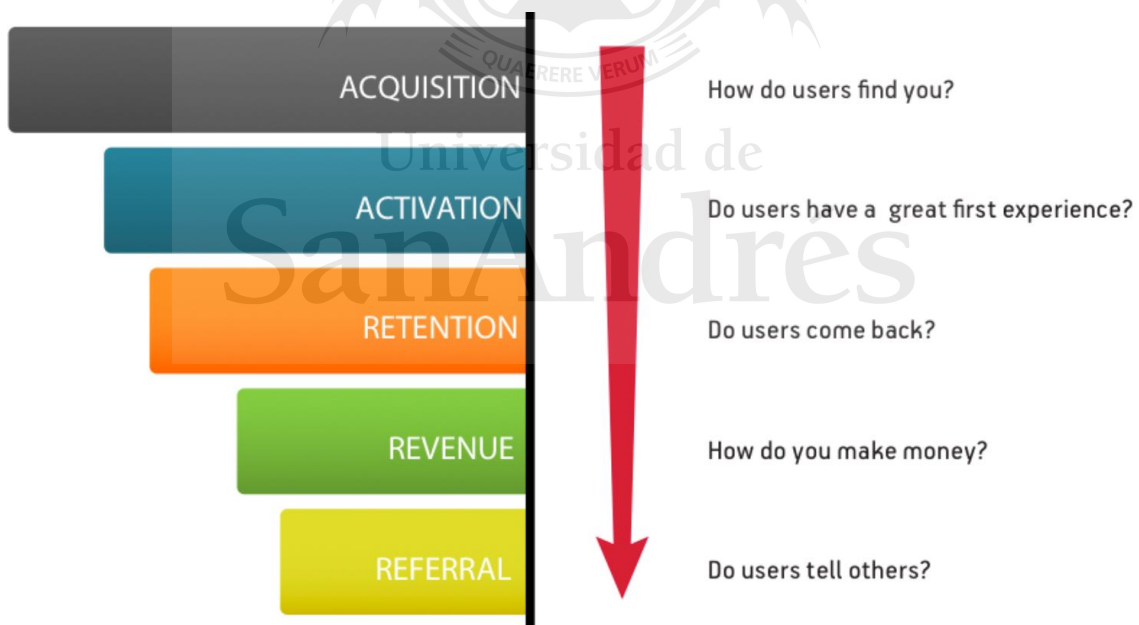 QUAERERE VERUM
ACQUISITION
How do users find you?
Universidad de
SanAndrés
ACTIVATION
Do users have a great first experience?
RETENTION
Do users come back?
REVENUE
How do you make money?
REFERRAL
Do users tell others?